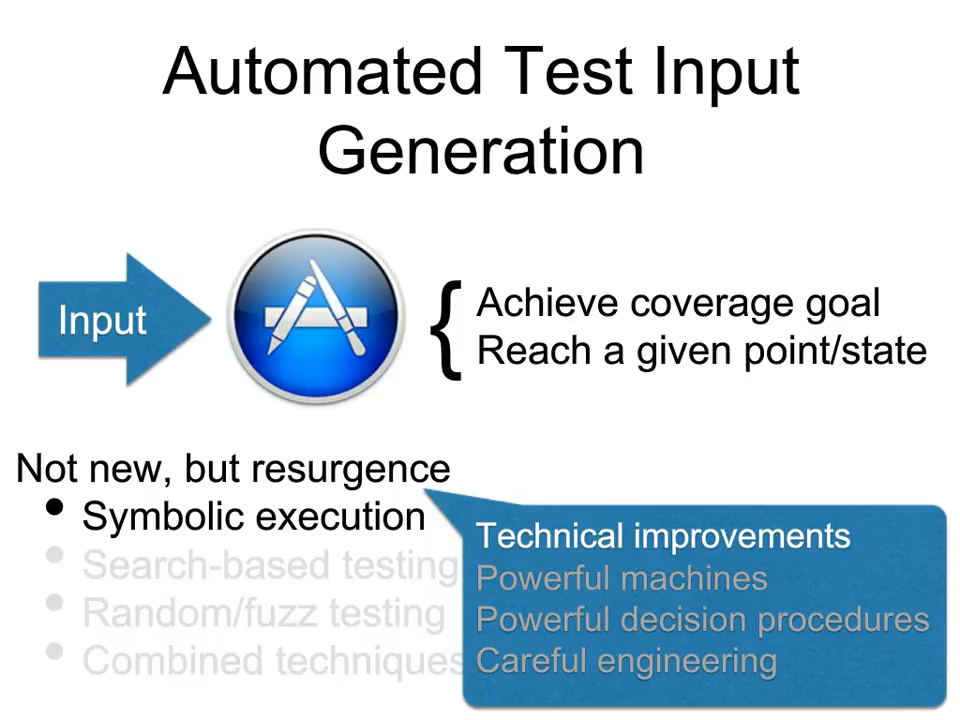 Automated Test Input
Generation
Input
{ Achieve coverage goal
Reach a given point/state
Not new, but resurgence
• Symbolic execution
• Search-based testing
• Random/fuzz testing
• Combined techniques
Technical improvements
Powerful machines
Powerful decision procedures
Careful engineering